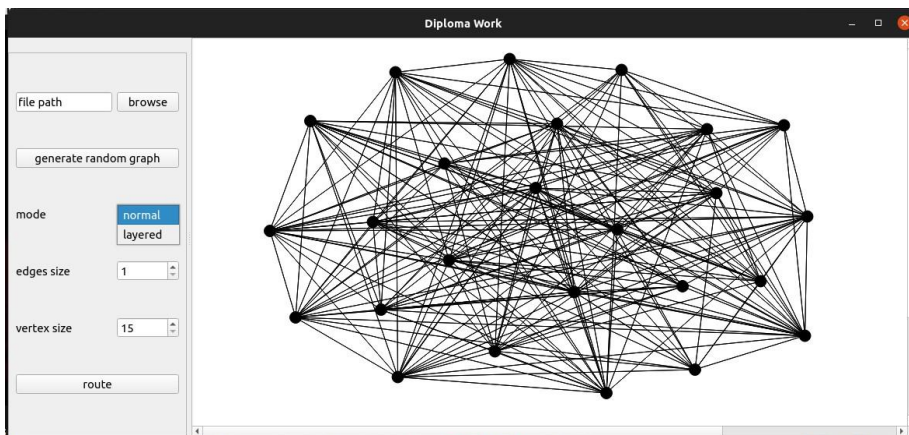 Diploma Work
file path browse
generate random graph
mode normal
layered
edges size 1
vertex size 15
route